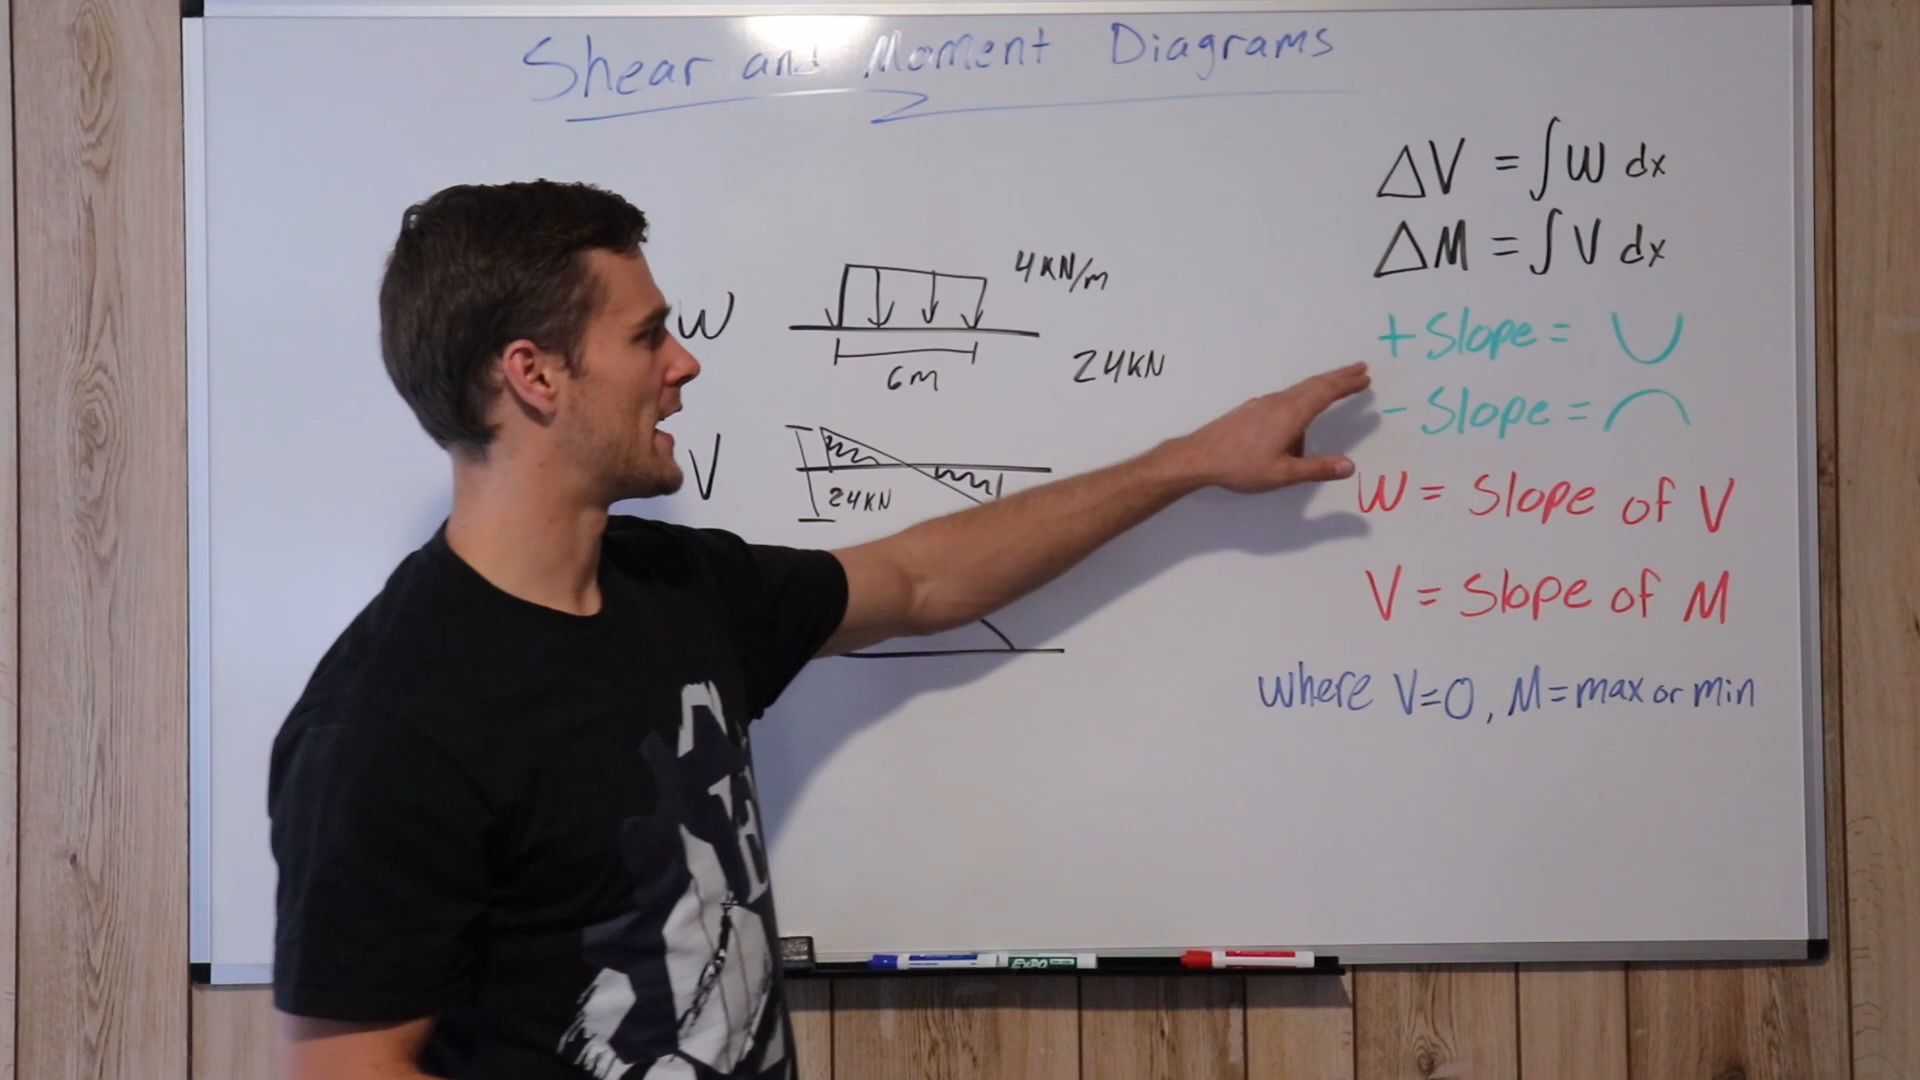 Shear and Moment Diagrams
W
4KN/m
6m
24KN
V
24KN
ΔV = ∫W dx
ΔM = ∫V dx
+ Slope =
- Slope =
W = Slope of V
V = Slope of M
where V=0, M=max or min
EXPO